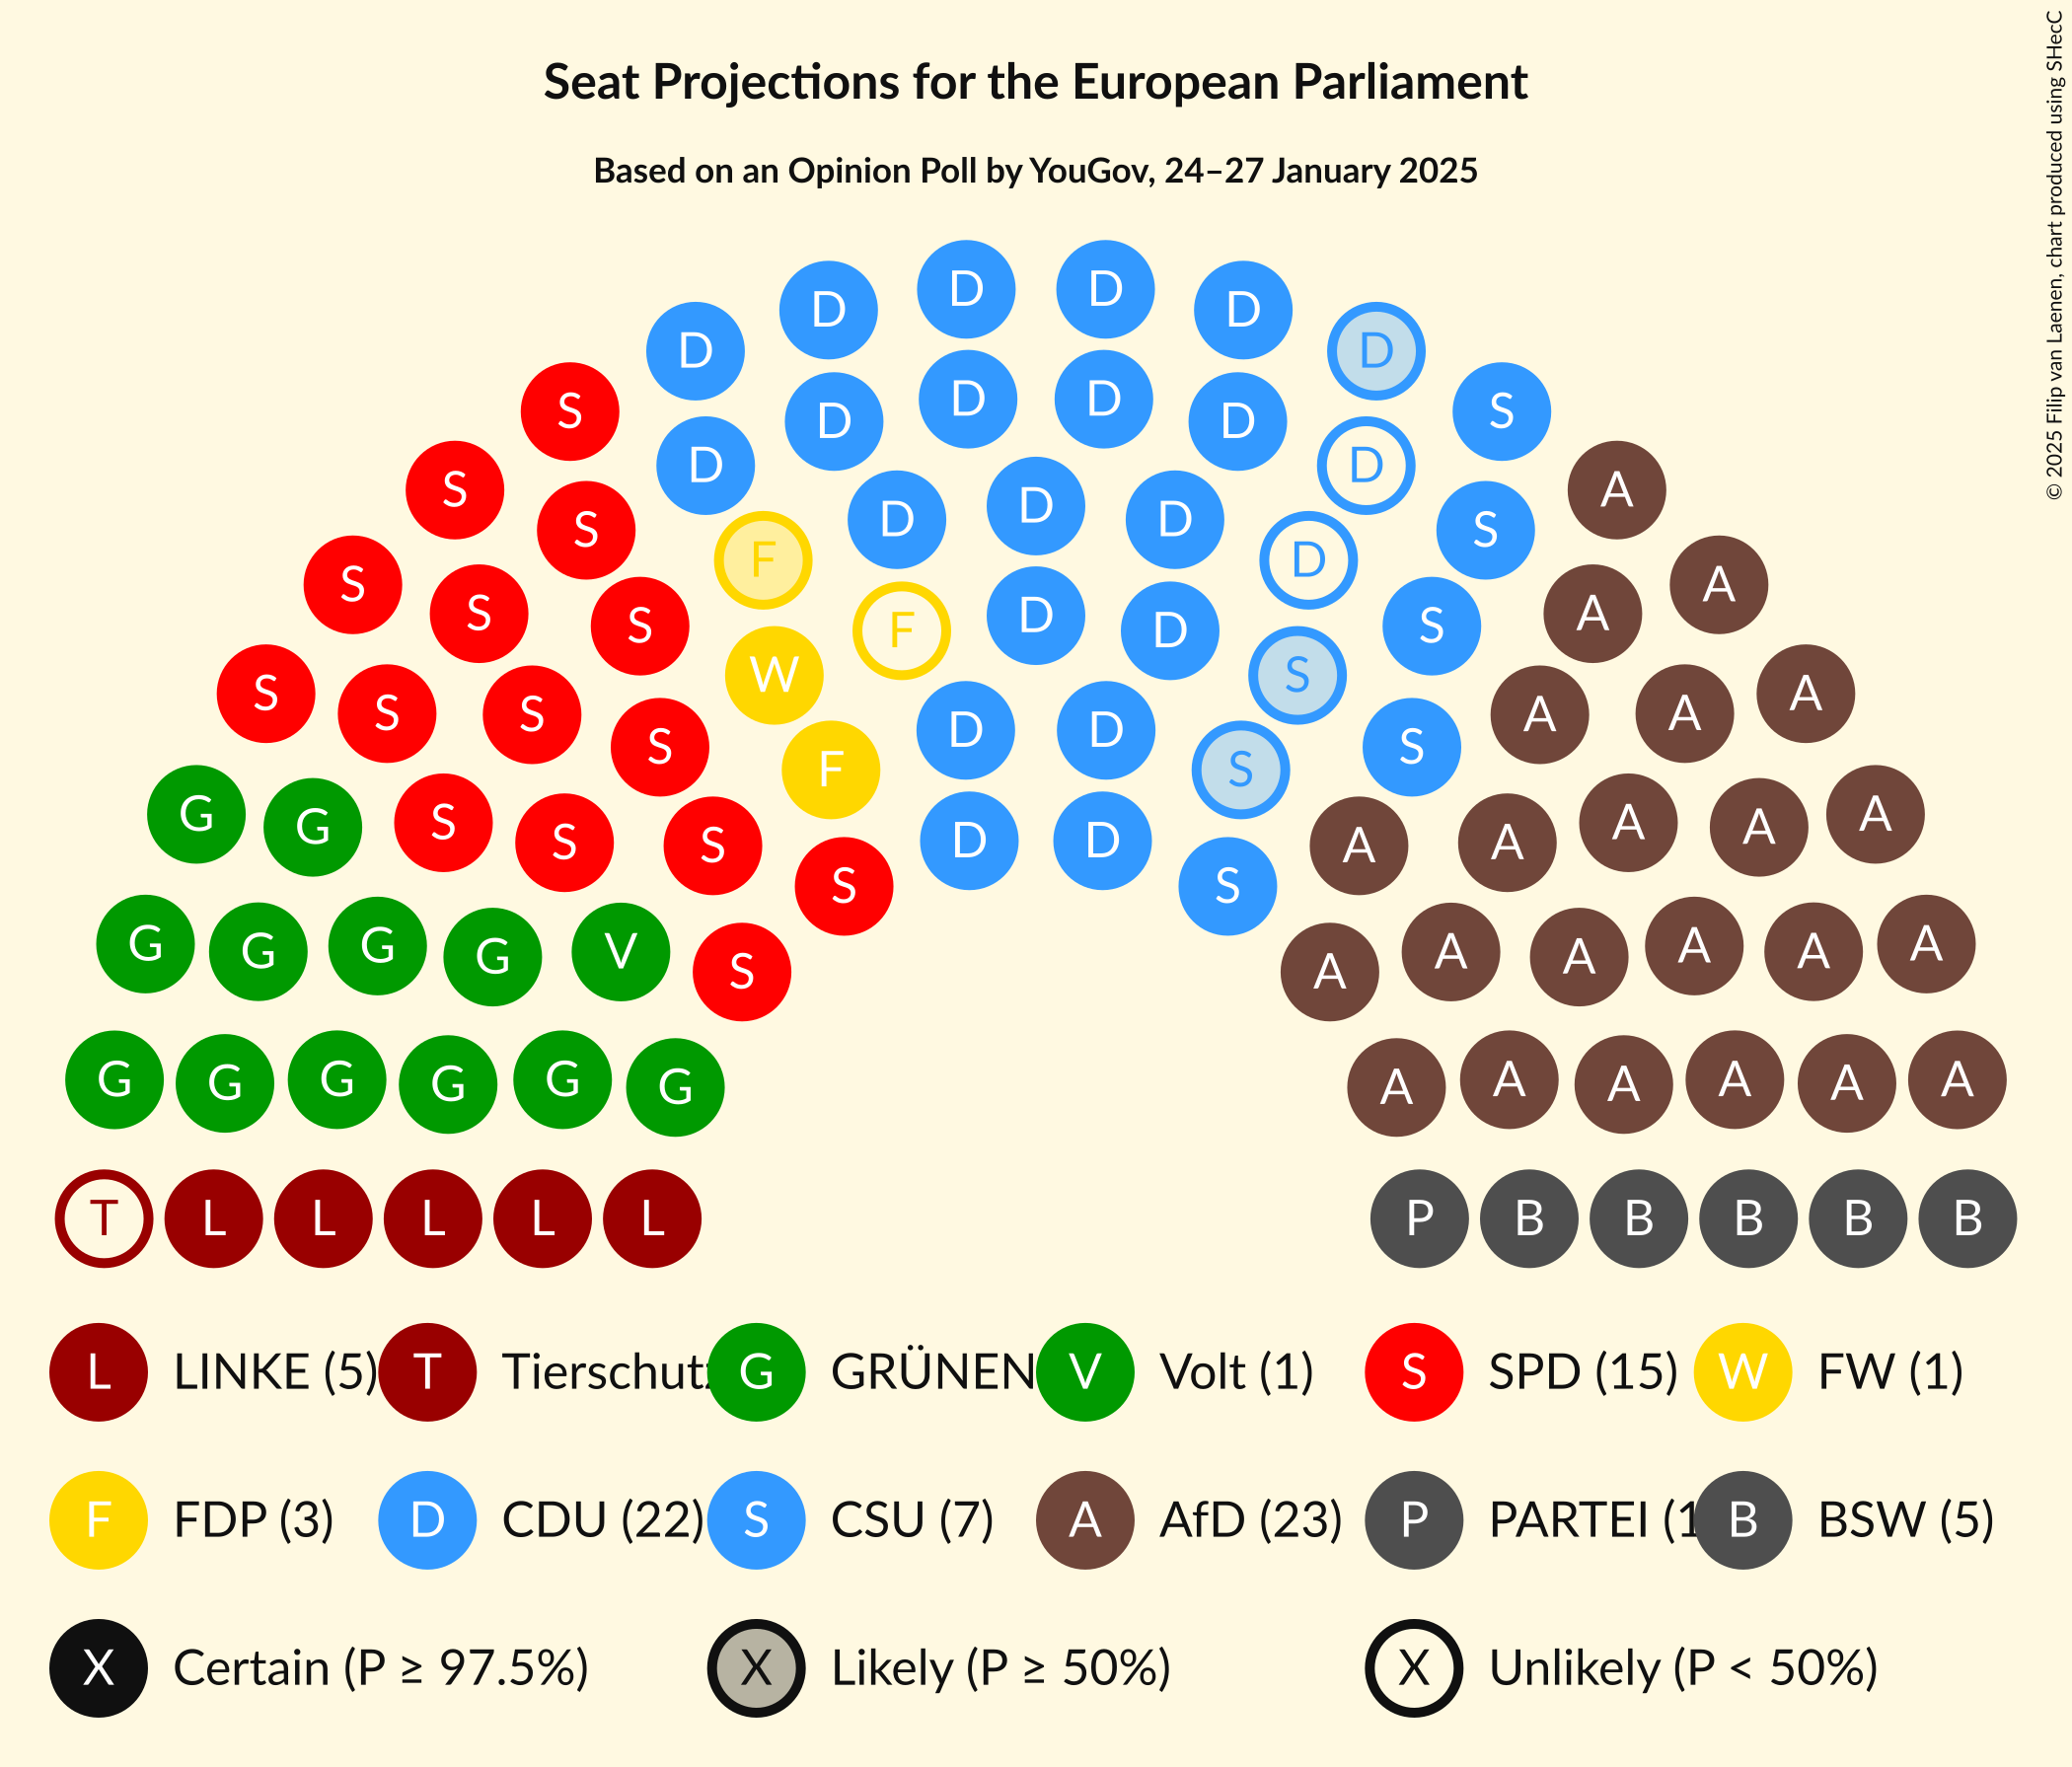 Seat Projections for the European Parliament
Based on an Opinion Poll by YouGov, 24–27 January 2025
© 2025 Filip van Laenen, chart produced using SHecC
D D
D D
D D
D D
S S
D D D D
S A
D D D
S S
F D
S A
S D A
S F D S
W S
S A
S S A A
D D
S S
F S
G A
G S A A
S S D D A A
S S
G G G G V A A A A A
S A
G G G G G G A A A A A A
T L L L L L P B B B B B
L LINKE (5) T Tierschutz G GRÜNEN V Volt (1) S SPD (15) W FW (1)
F FDP (3) D CDU (22) S CSU (7) A AfD (23) P PARTEI (1 B BSW (5)
X Certain (P ≥ 97.5%) X Likely (P ≥ 50%) X Unlikely (P < 50%)